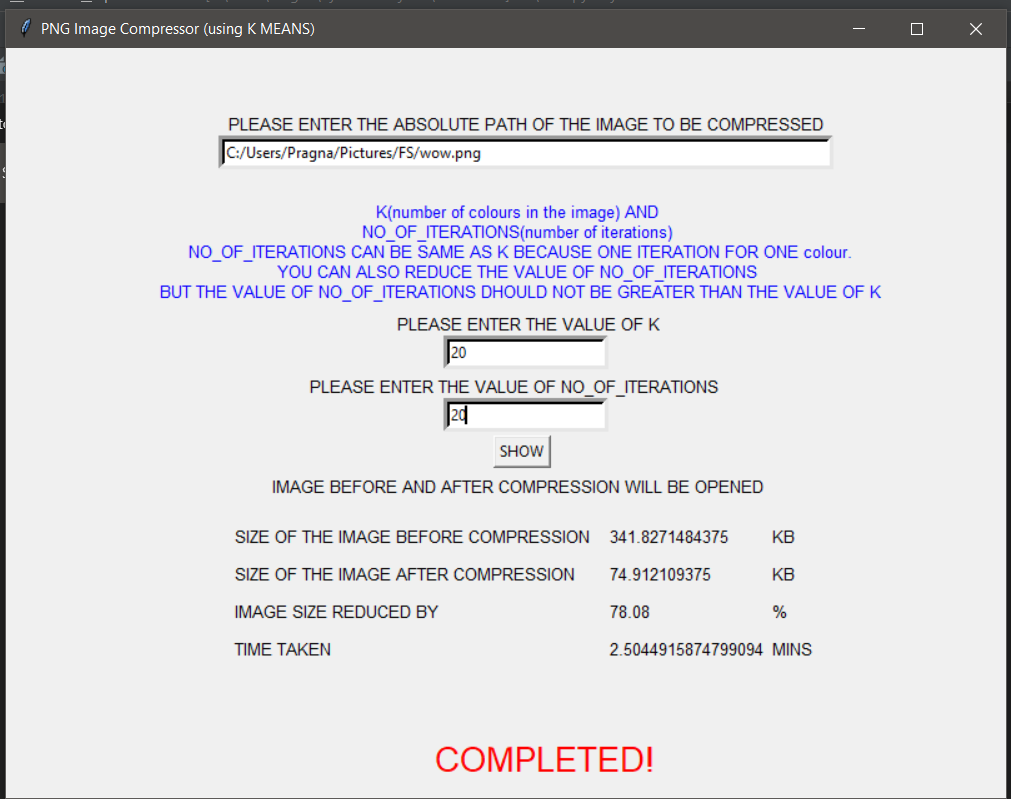 PNG Image Compressor (using K MEANS)
PLEASE ENTER THE ABSOLUTE PATH OF THE IMAGE TO BE COMPRESSED
C:/Users/Pragna/Pictures/FS/wow.png
K(number of colours in the image) AND
NO_OF_ITERATIONS(number of iterations)
NO_OF_ITERATIONS CAN BE SAME AS K BECAUSE ONE ITERATION FOR ONE colour.
YOU CAN ALSO REDUCE THE VALUE OF NO_OF_ITERATIONS
BUT THE VALUE OF NO_OF_ITERATIONS DHOULD NOT BE GREATER THAN THE VALUE OF K
PLEASE ENTER THE VALUE OF K
20
PLEASE ENTER THE VALUE OF NO_OF_ITERATIONS
20
SHOW
IMAGE BEFORE AND AFTER COMPRESSION WILL BE OPENED
SIZE OF THE IMAGE BEFORE COMPRESSION 341.8271484375 KB
SIZE OF THE IMAGE AFTER COMPRESSION 74.912109375 KB
IMAGE SIZE REDUCED BY 78.08 %
TIME TAKEN 2.5044915874799094 MINS
COMPLETED!